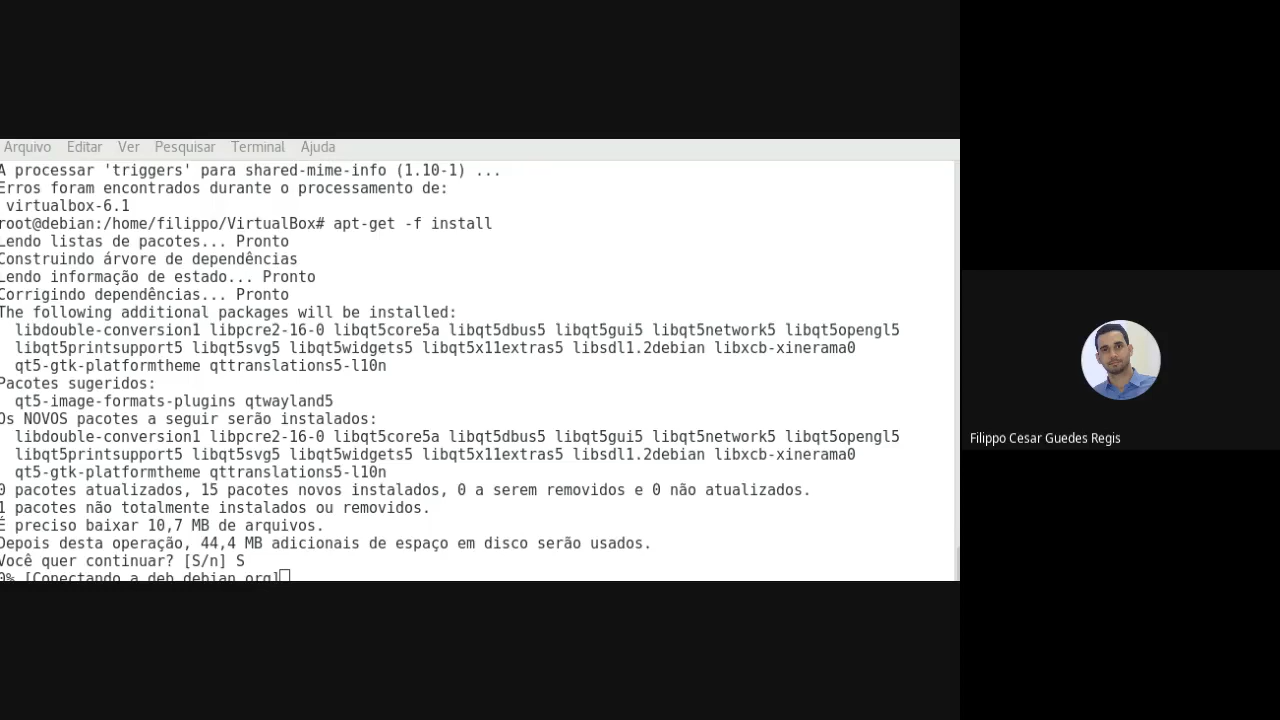 Arquivo Editar Ver Pesquisar Terminal Ajuda
A processar 'triggers' para shared-mime-info (1.10-1) ...
Erros foram encontrados durante o processamento de:
virtualbox-6.1
root@debian:/home/filippo/VirtualBox# apt-get -f install
Lendo listas de pacotes... Pronto
Construindo árvore de dependências
Lendo informação de estado... Pronto
Corrigindo dependências... Pronto
The following additional packages will be installed:
libdouble-conversion1 libpcre2-16-0 libqt5core5a libqt5dbus5 libqt5gui5 libqt5network5 libqt5opengl5
libqt5printsupport5 libqt5svg5 libqt5widgets5 libqt5x11extras5 libsdl1.2debian libxcb-xinerama0
qt5-gtk-platformtheme qttranslations5-l10n
Pacotes sugeridos:
qt5-image-formats-plugins qtwayland5
Os NOVOS pacotes a seguir serão instalados:
libdouble-conversion1 libpcre2-16-0 libqt5core5a libqt5dbus5 libqt5gui5 libqt5network5 libqt5opengl5
libqt5printsupport5 libqt5svg5 libqt5widgets5 libqt5x11extras5 libsdl1.2debian libxcb-xinerama0
qt5-gtk-platformtheme qttranslations5-l10n
0 pacotes atualizados, 15 pacotes novos instalados, 0 a serem removidos e 0 não atualizados.
1 pacotes não totalmente instalados ou removidos.
É preciso baixar 10,7 MB de arquivos.
Depois desta operação, 44,4 MB adicionais de espaço em disco serão usados.
Você quer continuar? [S/n] S
0% [Conectando a deb.debian.org]
Filippo Cesar Guedes Regis